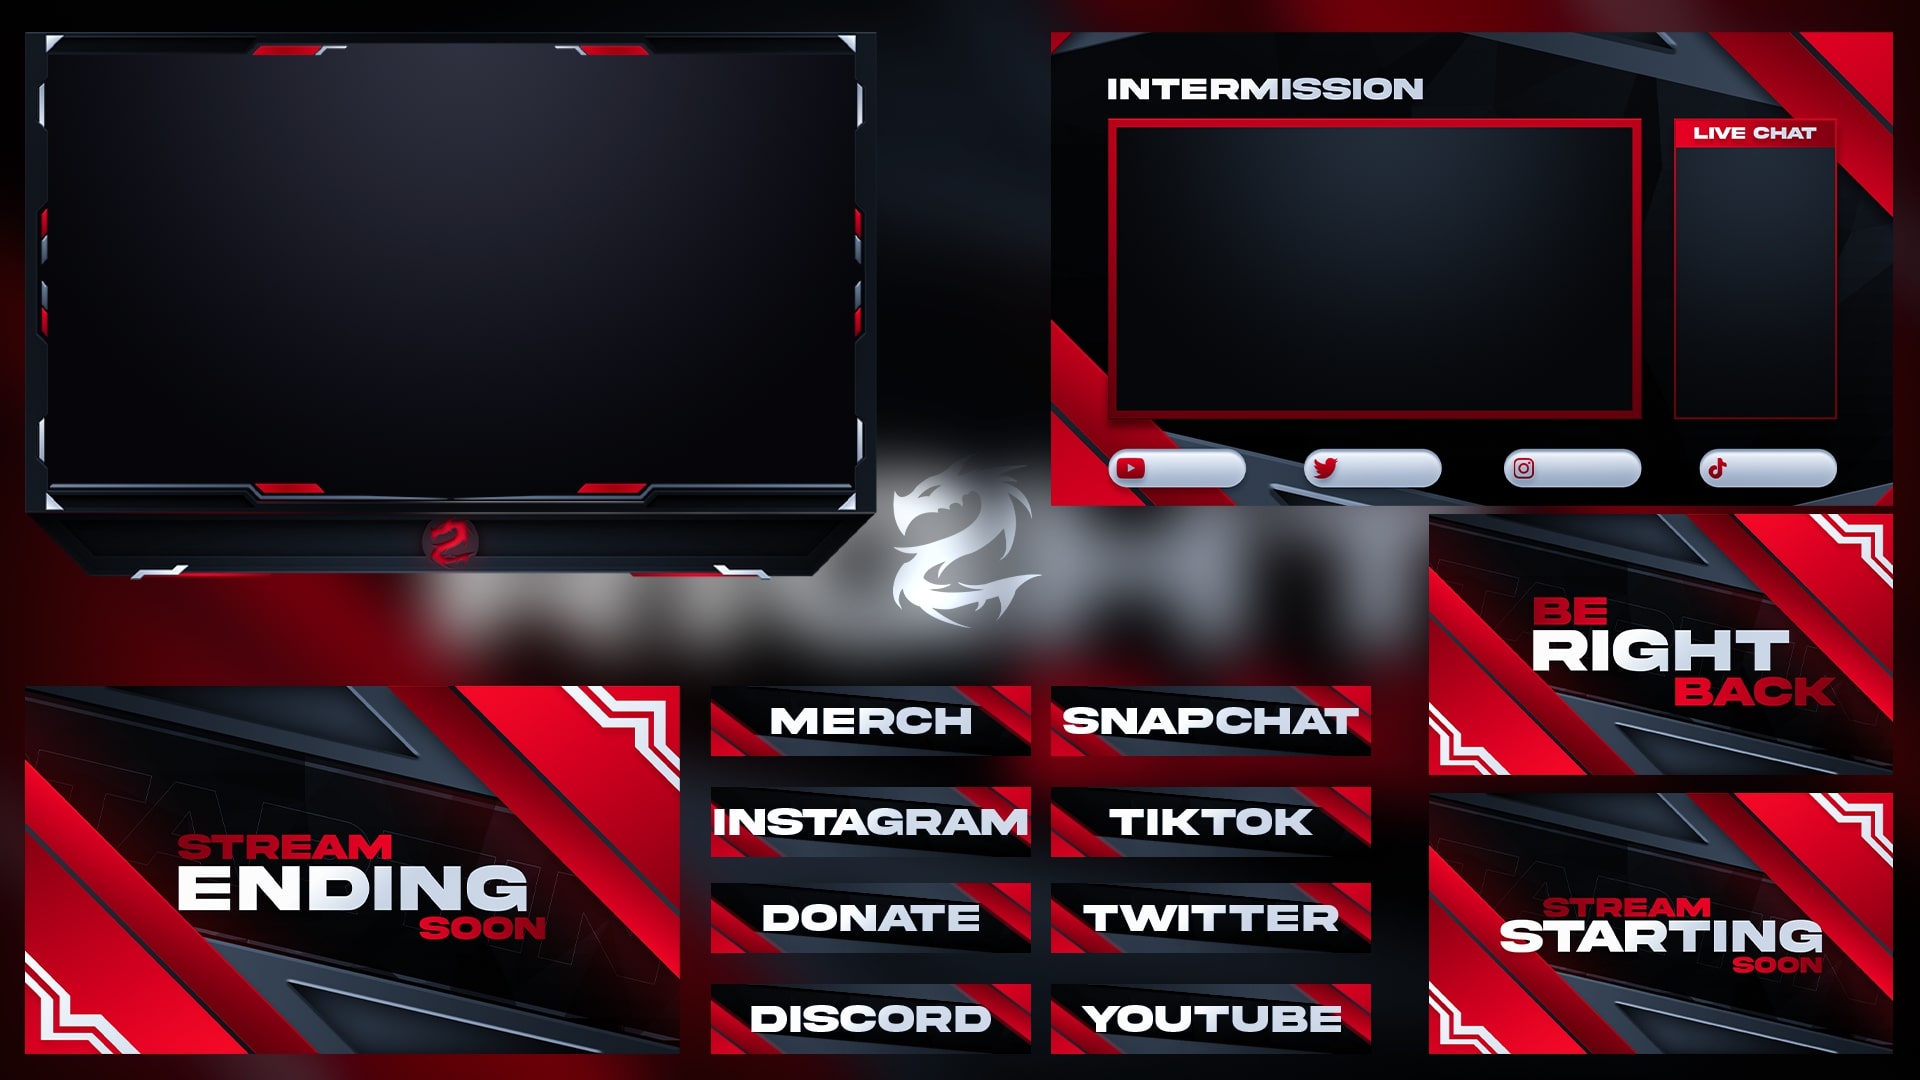 INTERMISSION
LIVE CHAT
BE
RIGHT
BACK
STREAM
ENDING
SOON
MERCH
SNAPCHAT
INSTAGRAM
TIKTOK
DONATE
TWITTER
DISCORD
YOUTUBE
STREAM
STARTING
SOON